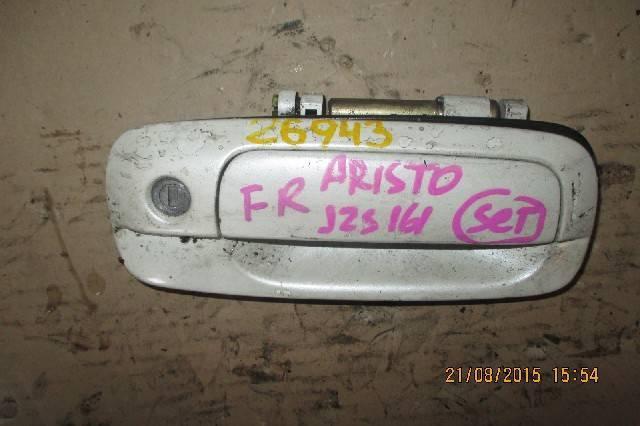 26943
FR ARISTO
JZS161 SET
21/08/2015 15:54